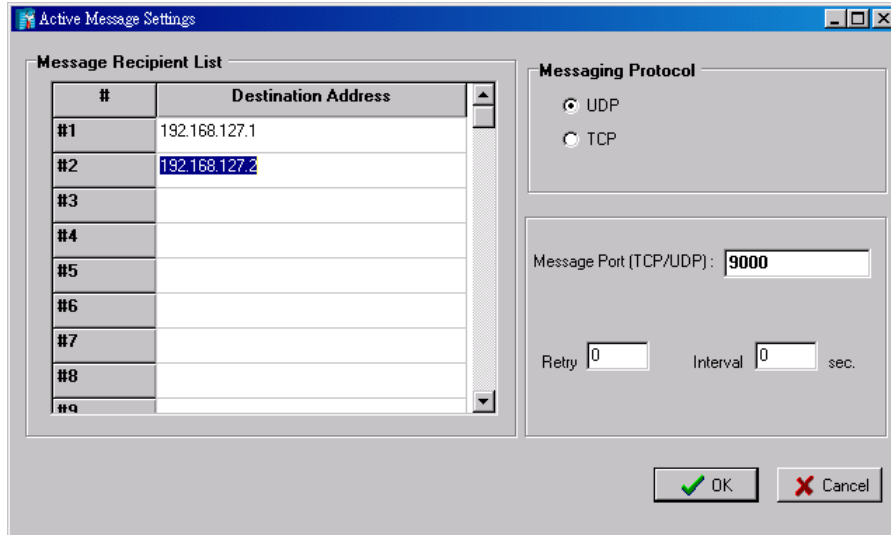 Active Message Settings
Message Recipient List
# Destination Address
#1 192.168.127.1
#2 192.168.127.2
#3
#4
#5
#6
#7
#8
#9
Messaging Protocol
UDP
TCP
Message Port (TCP/UDP) : 9000
Retry 0 Interval 0 sec.
OK Cancel